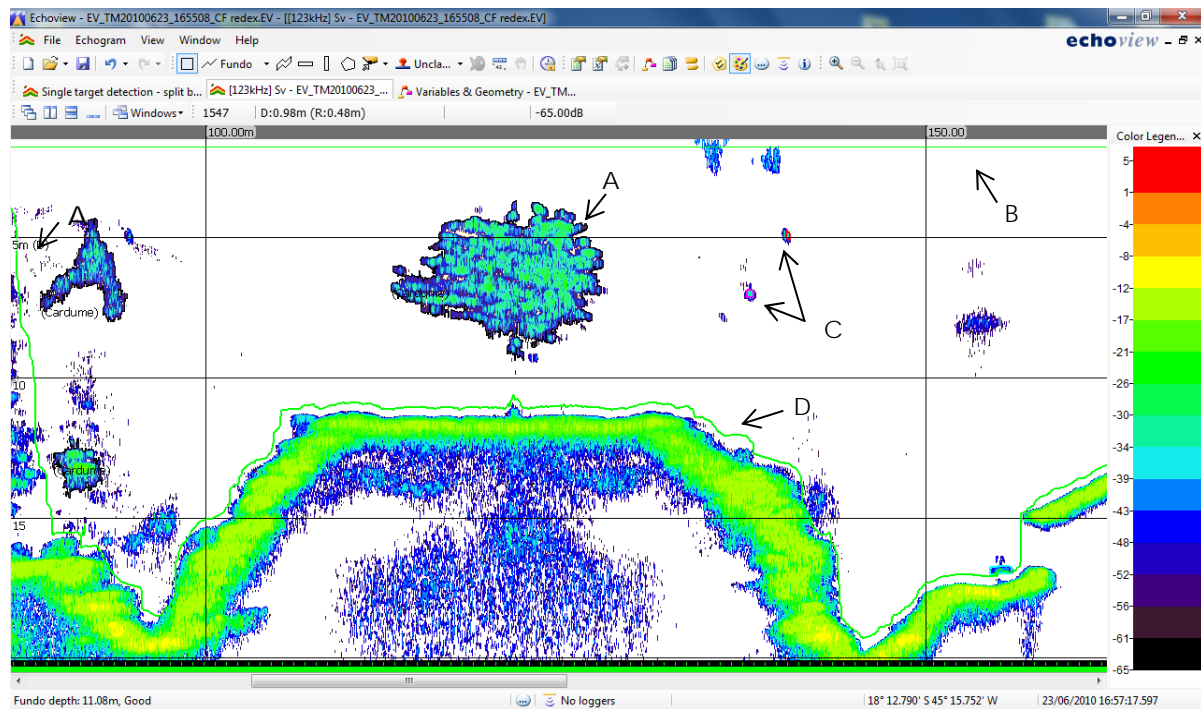 Echoview - EV_TM20100623_165508_CF redex.EV - [[123kHz] Sv - EV_TM20100623_165508_CF redex.EV]
File Echogram View Window Help
echoview
Fundo Uncla...
Single target detection - split b... [123kHz] Sv - EV_TM20100623_... Variables & Geometry - EV_TM...
Windows 1547 D:0.98m (R:0.48m) -65.00dB
100.00m 150.00
Color Legen...
A
A
B
C
D
5m
(Cardume)
(Cardume)
10
(Cardume)
15
5
1
-4
-8
-12
-17
-21
-26
-30
-34
-39
-43
-48
-52
-56
-61
-65
Fundo depth: 11.08m, Good No loggers 18° 12.790' S 45° 15.752' W 23/06/2010 16:57:17.597